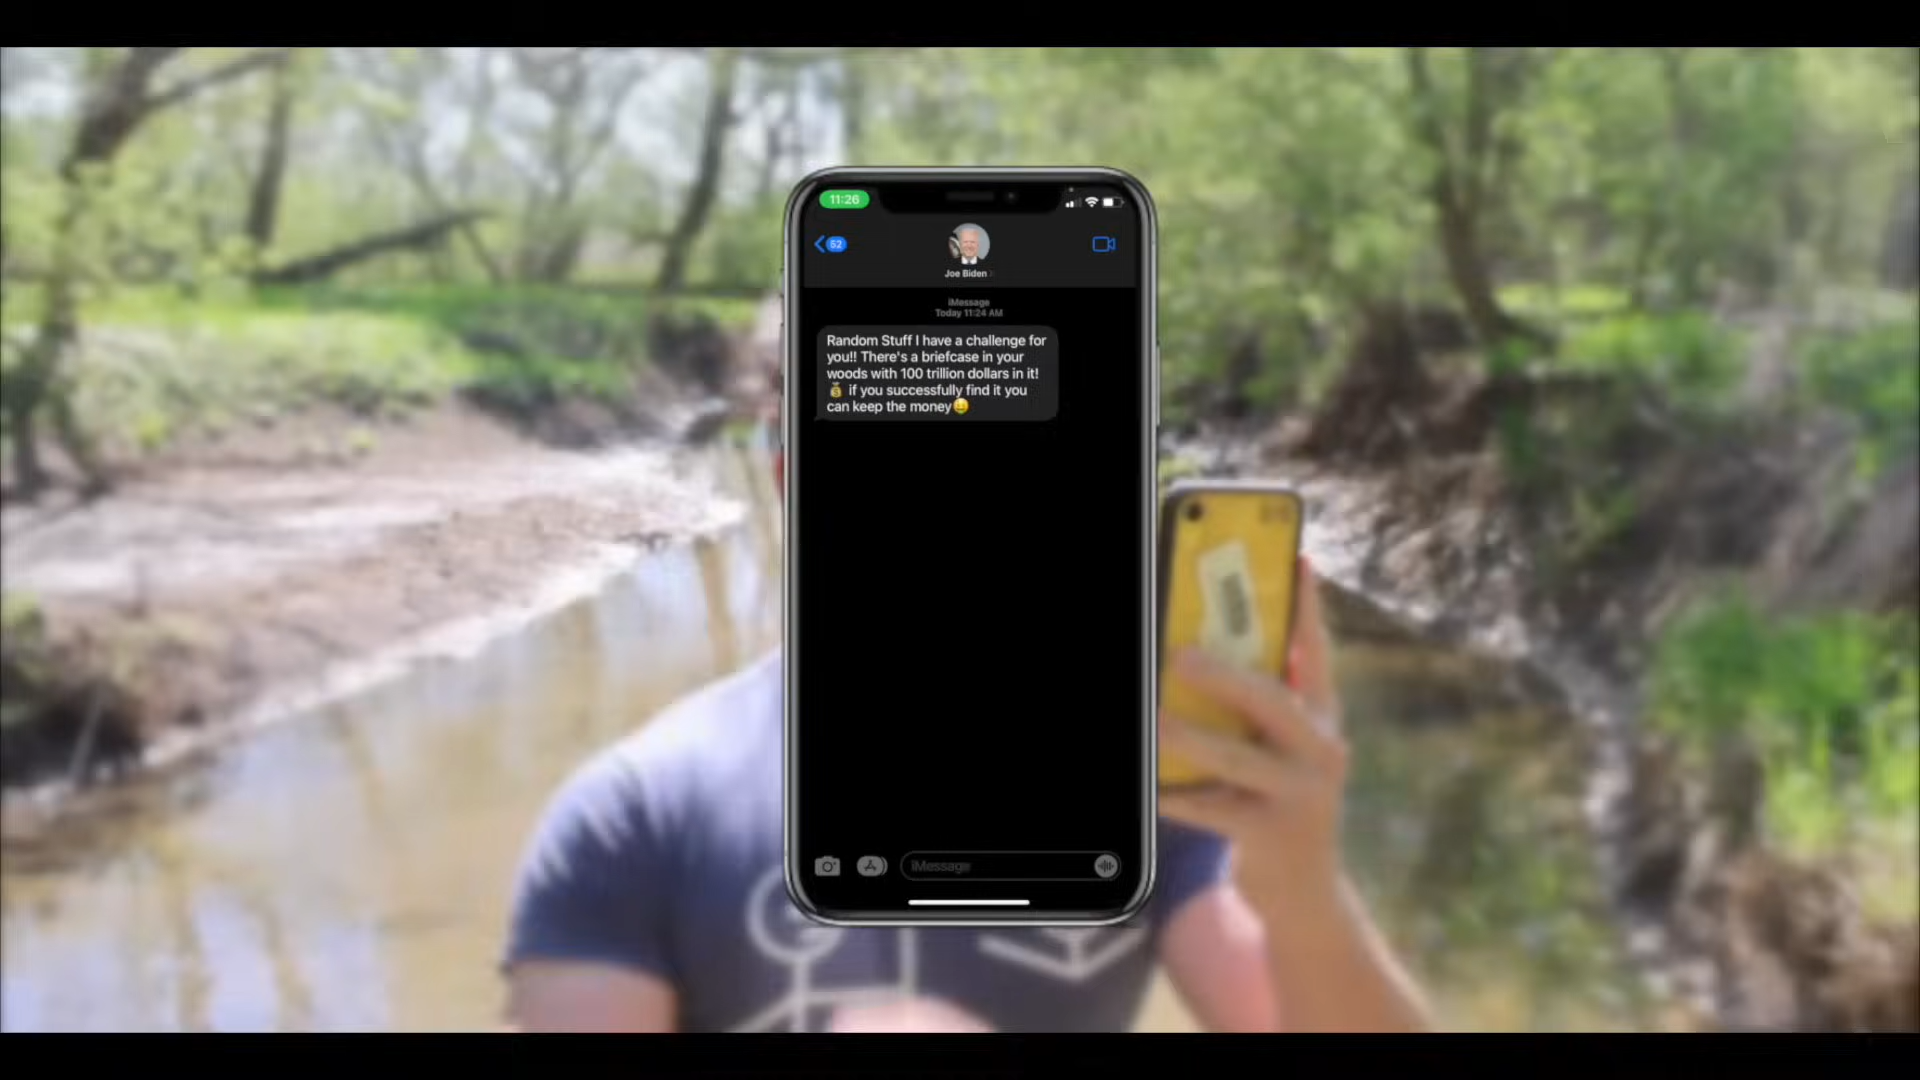 11:26
52
Joe Biden
iMessage
Today 11:24 AM
Random Stuff I have a challenge for
you!! There's a briefcase in your
woods with 100 trillion dollars in it!
💰 if you successfully find it you
can keep the money🤑
iMessage